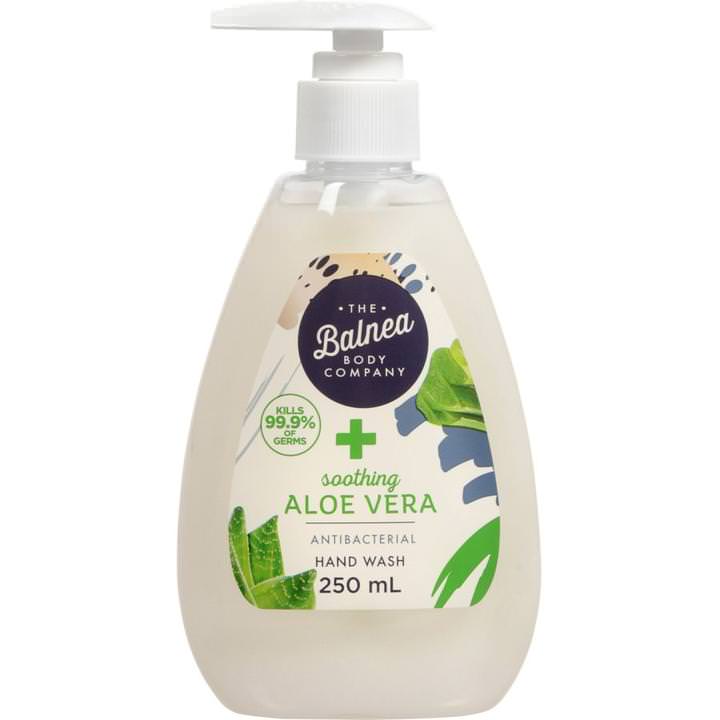 • THE •
Balnea
BODY
COMPANY
KILLS
99.9%
OF
GERMS
soothing
ALOE VERA
ANTIBACTERIAL
HAND WASH
250 mL